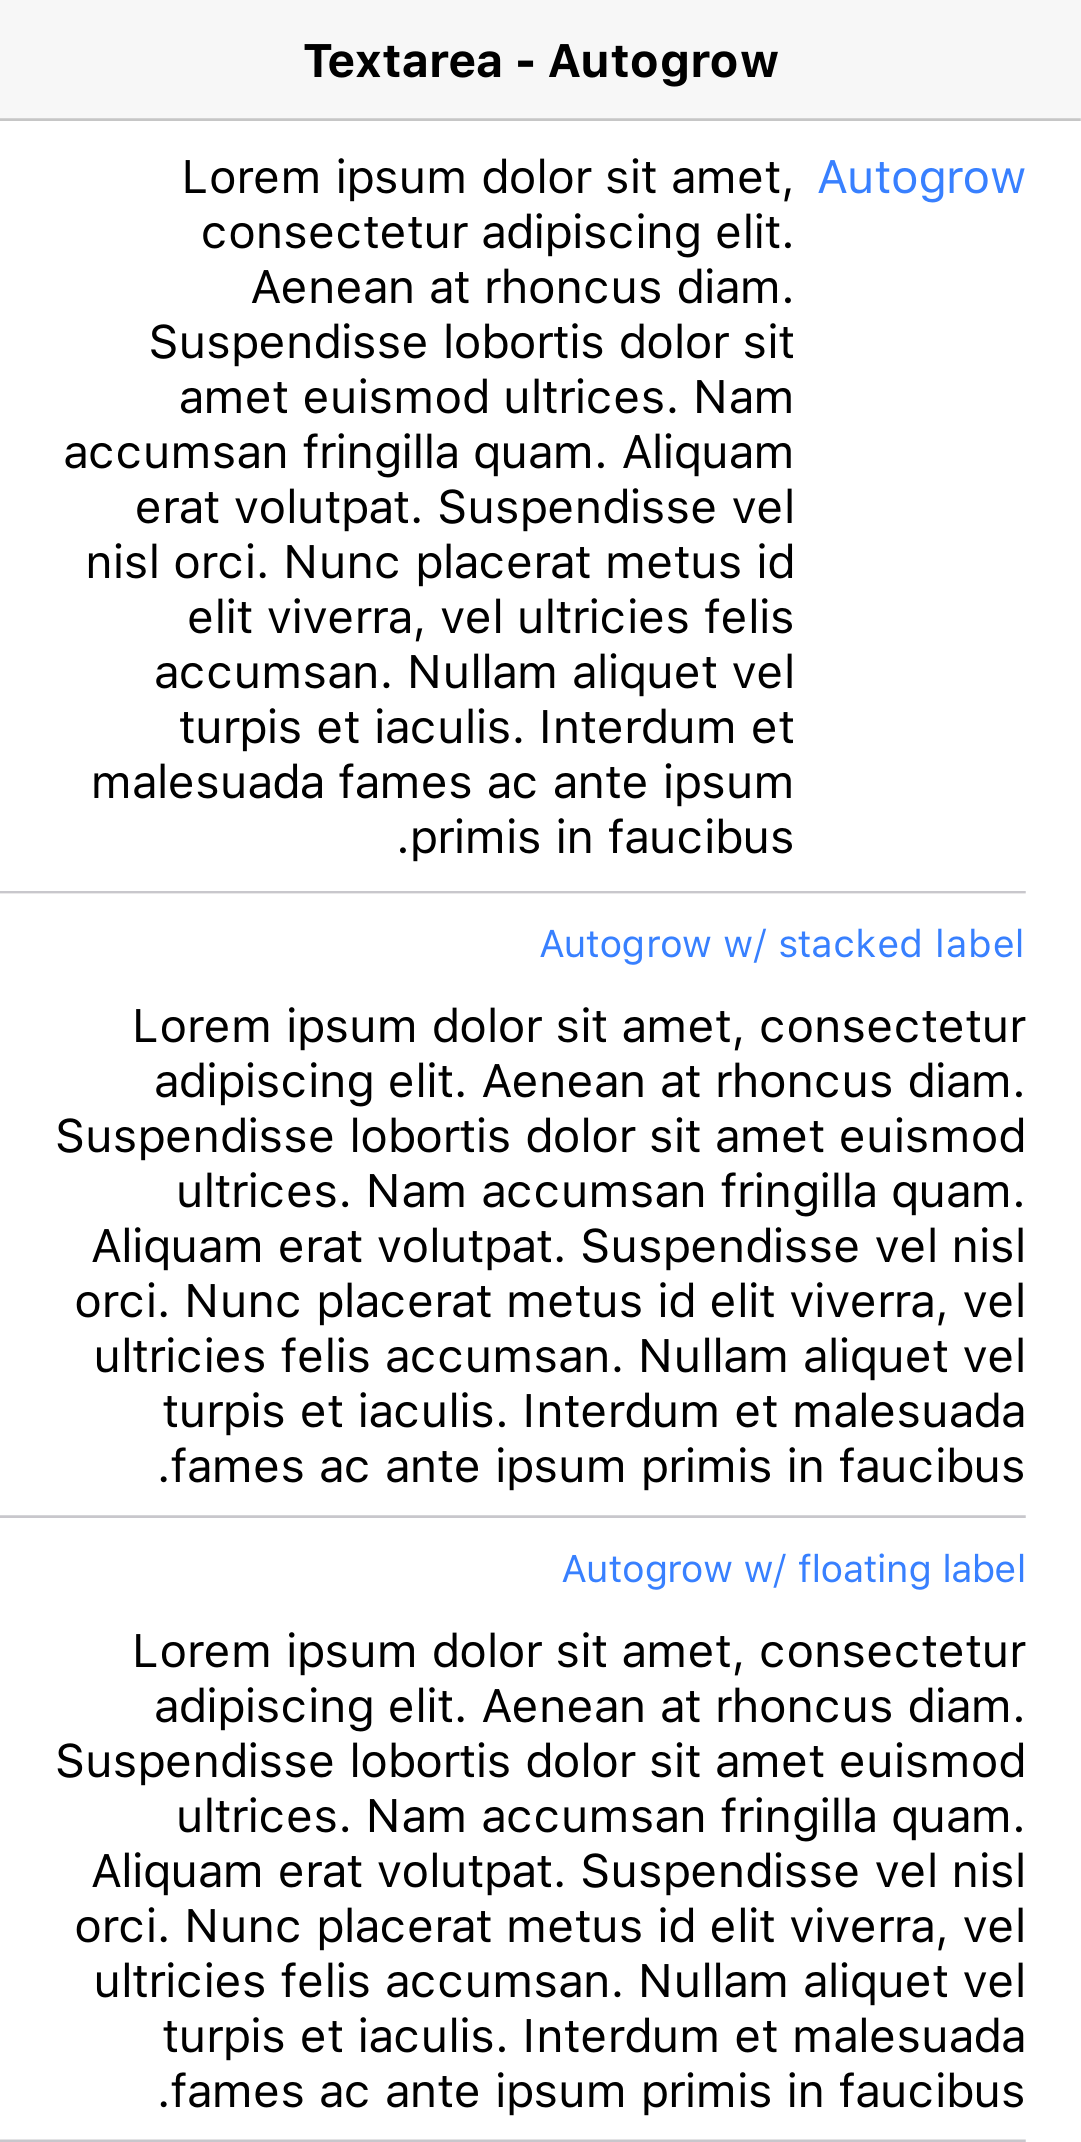 Textarea - Autogrow
Autogrow
Lorem ipsum dolor sit amet,
consectetur adipiscing elit.
Aenean at rhoncus diam.
Suspendisse lobortis dolor sit
amet euismod ultrices. Nam
accumsan fringilla quam. Aliquam
erat volutpat. Suspendisse vel
nisl orci. Nunc placerat metus id
elit viverra, vel ultricies felis
accumsan. Nullam aliquet vel
turpis et iaculis. Interdum et
malesuada fames ac ante ipsum
.primis in faucibus
Autogrow w/ stacked label
Lorem ipsum dolor sit amet, consectetur
adipiscing elit. Aenean at rhoncus diam.
Suspendisse lobortis dolor sit amet euismod
ultrices. Nam accumsan fringilla quam.
Aliquam erat volutpat. Suspendisse vel nisl
orci. Nunc placerat metus id elit viverra, vel
ultricies felis accumsan. Nullam aliquet vel
turpis et iaculis. Interdum et malesuada
.fames ac ante ipsum primis in faucibus
Autogrow w/ floating label
Lorem ipsum dolor sit amet, consectetur
adipiscing elit. Aenean at rhoncus diam.
Suspendisse lobortis dolor sit amet euismod
ultrices. Nam accumsan fringilla quam.
Aliquam erat volutpat. Suspendisse vel nisl
orci. Nunc placerat metus id elit viverra, vel
ultricies felis accumsan. Nullam aliquet vel
turpis et iaculis. Interdum et malesuada
.fames ac ante ipsum primis in faucibus